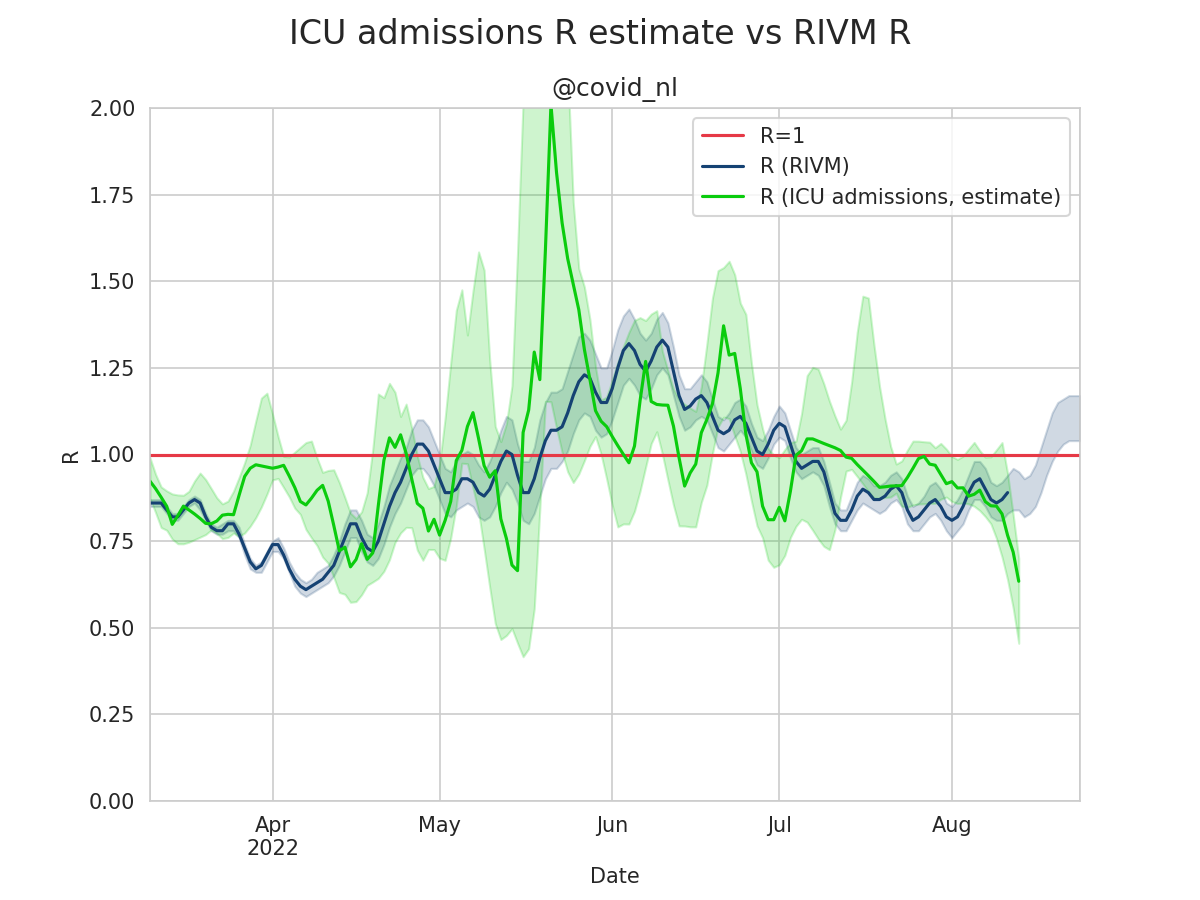 ICU admissions R estimate vs RIVM R
@covid_nl
R=1
R (RIVM)
R (ICU admissions, estimate)
2.00
1.75
1.50
1.25
1.00
0.75
0.50
0.25
0.00
R
Apr
2022
May
Jun
Jul
Aug
Date